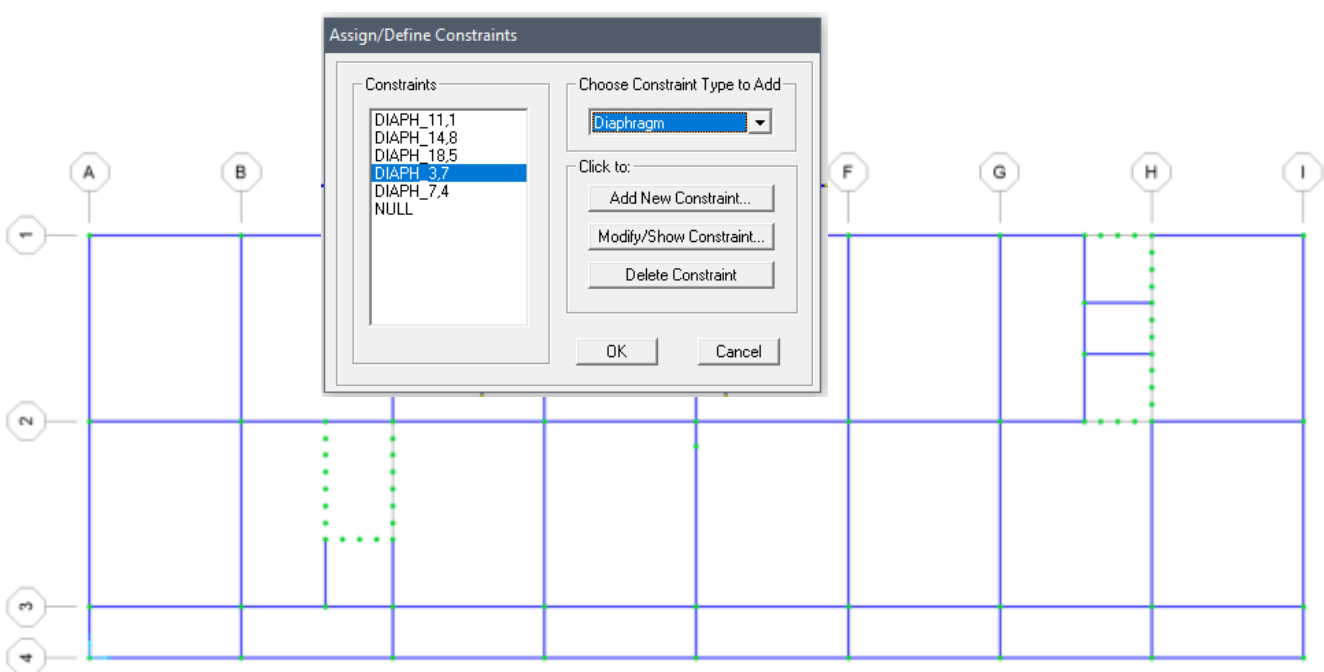 Assign/Define Constraints
Constraints
DIAPH_11,1
DIAPH_14,8
DIAPH_18,5
DIAPH_3,7
DIAPH_7,4
NULL
Choose Constraint Type to Add
Diaphragm
Click to:
Add New Constraint...
Modify/Show Constraint...
Delete Constraint
OK
Cancel
A
B
F
G
H
I
1
2
3
4